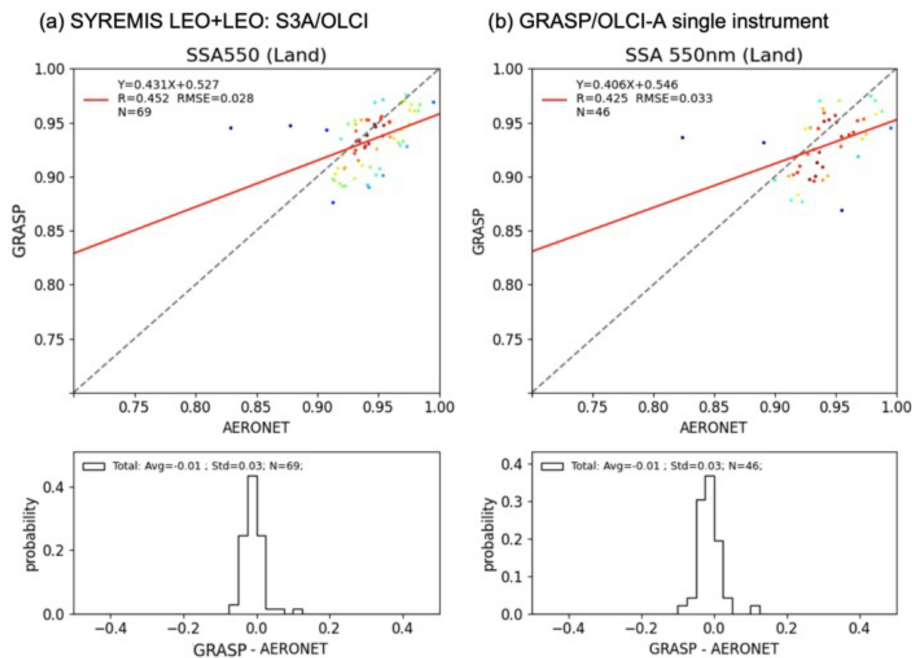 (a) SYREMIS LEO+LEO: S3A/OLCI
(b) GRASP/OLCI-A single instrument
SSA550 (Land)
1.00
0.95
0.90
0.85
0.80
0.75
GRASP
Y=0.431X+0.527
R=0.452 RMSE=0.028
N=69
0.75 0.80 0.85 0.90 0.95 1.00
AERONET
SSA 550nm (Land)
1.00
0.95
0.90
0.85
0.80
0.75
GRASP
Y=0.406X+0.546
R=0.425 RMSE=0.033
N=46
0.75 0.80 0.85 0.90 0.95 1.00
AERONET
Total: Avg=-0.01 ; Std=0.03; N=69;
0.4
0.2
0.0
probability
−0.4 −0.2 0.0 0.2 0.4
GRASP - AERONET
Total: Avg=-0.01 ; Std=0.03; N=46;
0.4
0.3
0.2
0.1
0.0
probability
−0.4 −0.2 0.0 0.2 0.4
GRASP - AERONET